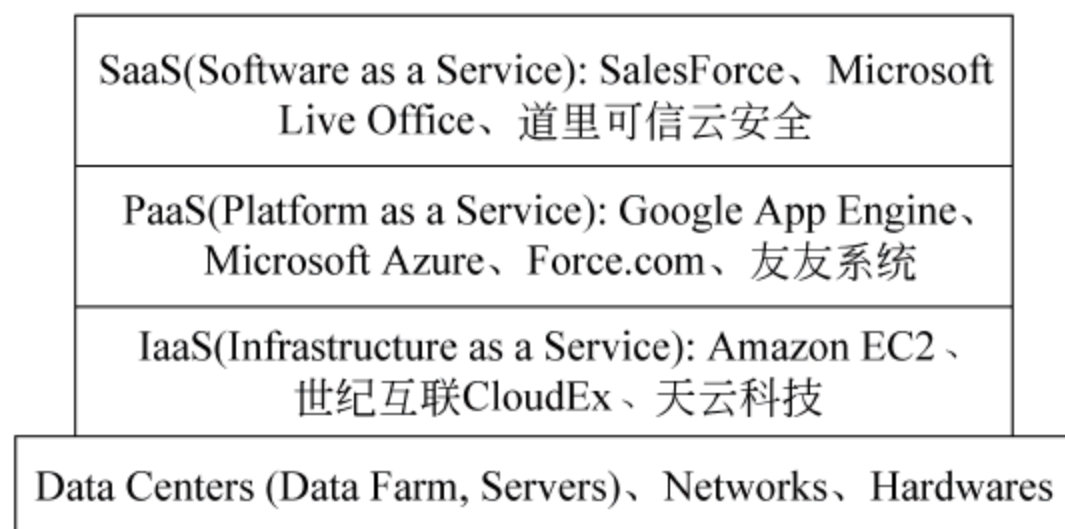 SaaS(Software as a Service): SalesForce、Microsoft
Live Office、道里可信云安全
PaaS(Platform as a Service): Google App Engine、
Microsoft Azure、Force.com、友友系统
IaaS(Infrastructure as a Service): Amazon EC2、
世纪互联CloudEx、天云科技
Data Centers (Data Farm, Servers)、Networks、Hardwares